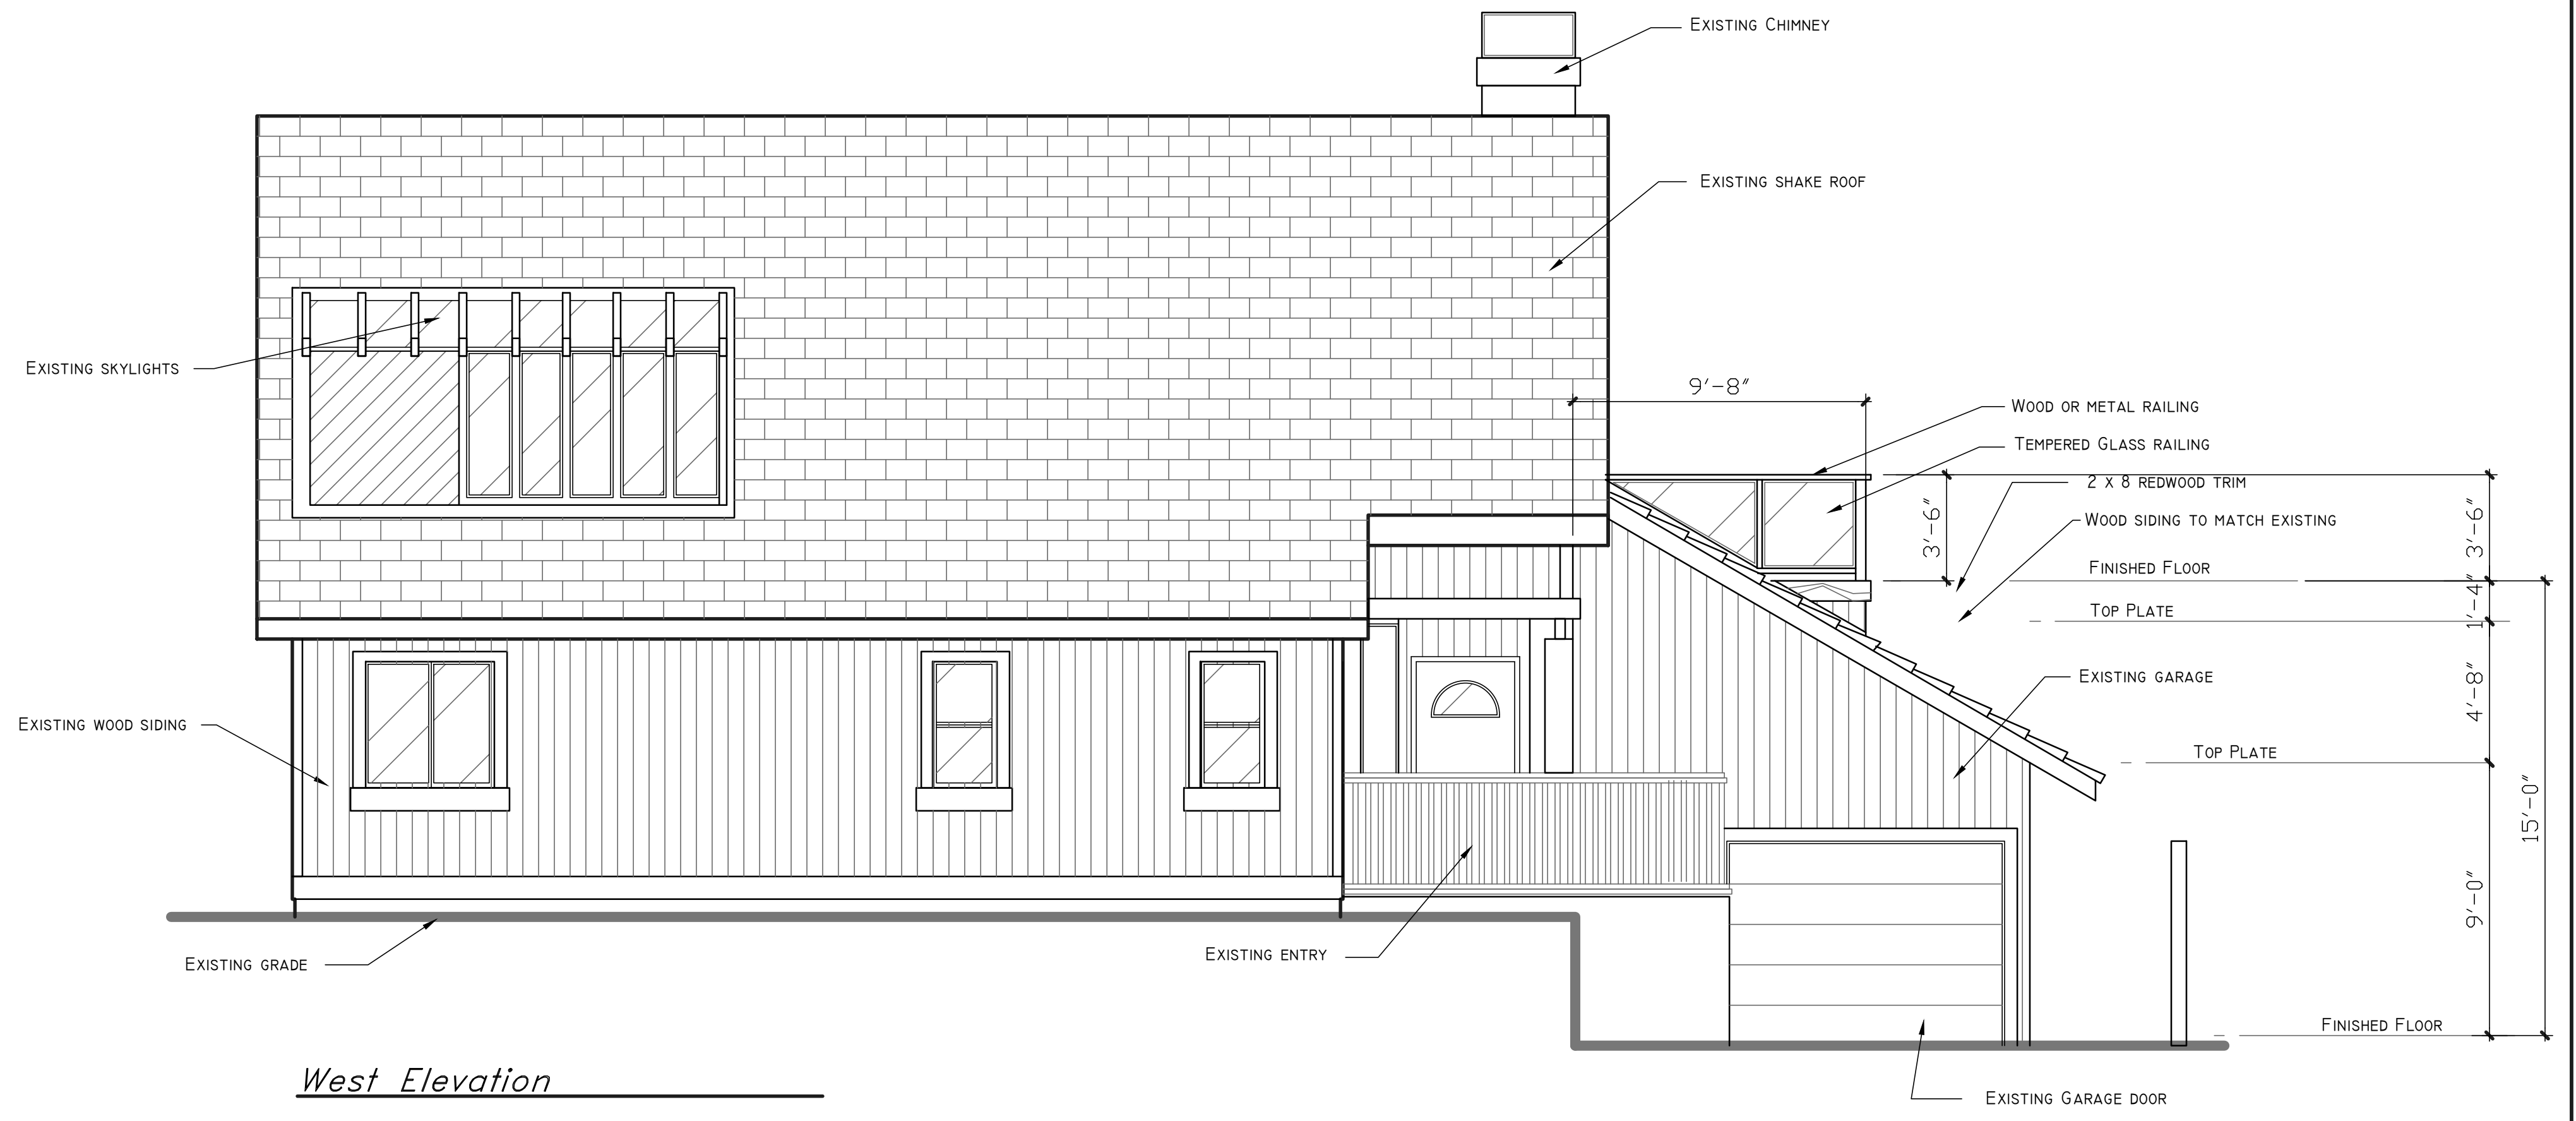 Existing Chimney
Existing shake roof
Existing skylights
9'-8"
Wood or metal railing
Tempered Glass railing
2 x 8 redwood trim
Wood siding to match existing
3'-6"
3'-6"
Finished Floor
1'-4"
Top Plate
4'-8"
Existing garage
Existing wood siding
Top Plate
15'-0"
9'-0"
Existing entry
Existing grade
Finished Floor
West Elevation
Existing Garage door